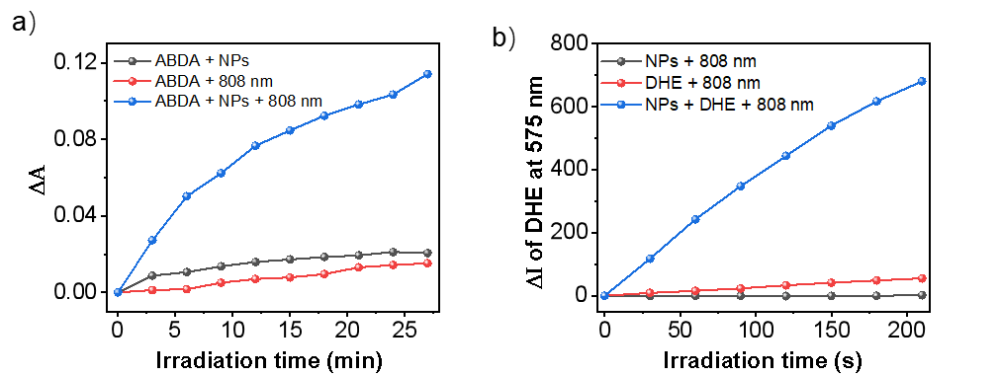 a)
ABDA + NPs
ABDA + 808 nm
ABDA + NPs + 808 nm
0.12
0.08
0.04
0.00
ΔA
0 5 10 15 20 25
Irradiation time (min)
b)
NPs + 808 nm
DHE + 808 nm
NPs + DHE + 808 nm
800
600
400
200
0
ΔI of DHE at 575 nm
0 50 100 150 200
Irradiation time (s)